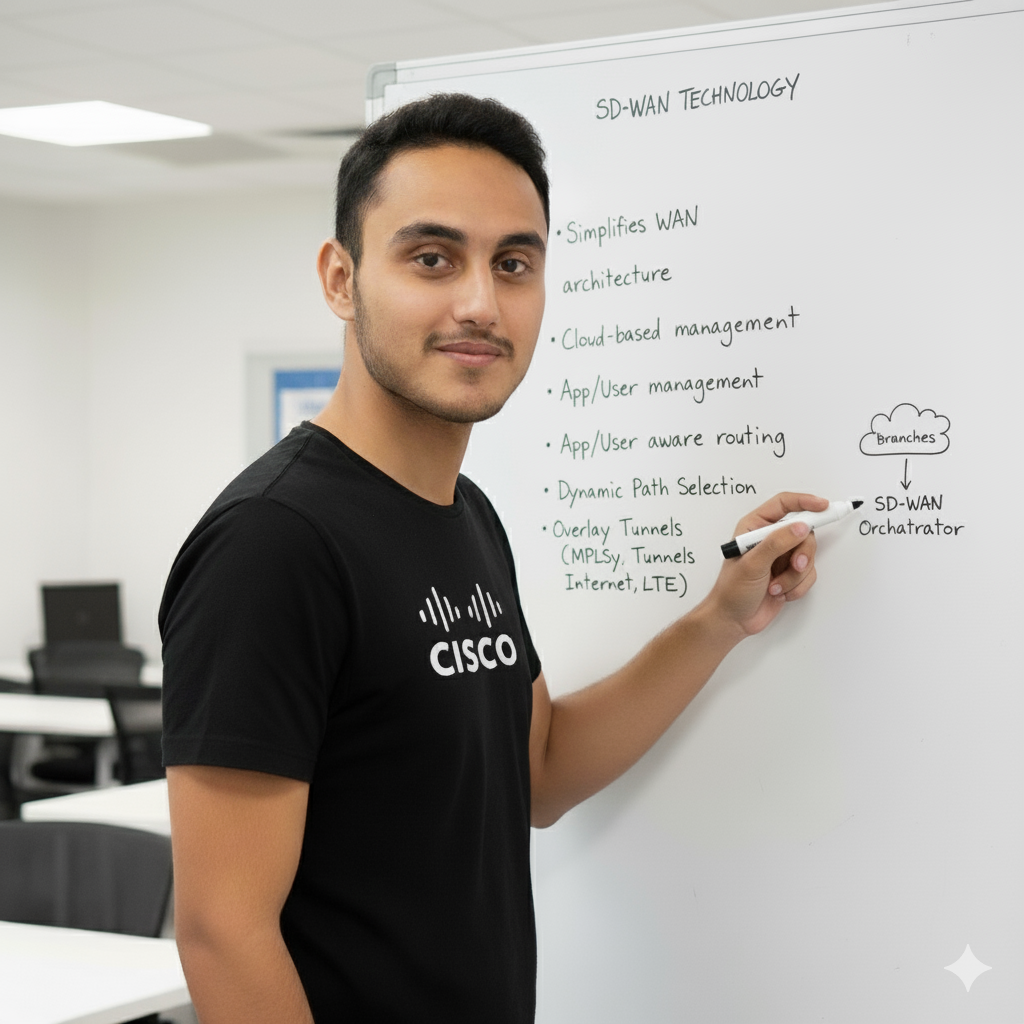 SD-WAN TECHNOLOGY
• Simplifies WAN
architecture
• Cloud-based management
• App/User management
• App/User aware routing
• Dynamic Path Selection
• Overlay Tunnels
(MPLSy, Tunnels
Internet, LTE)
Branches
SD-WAN
Orchatrator
CISCO